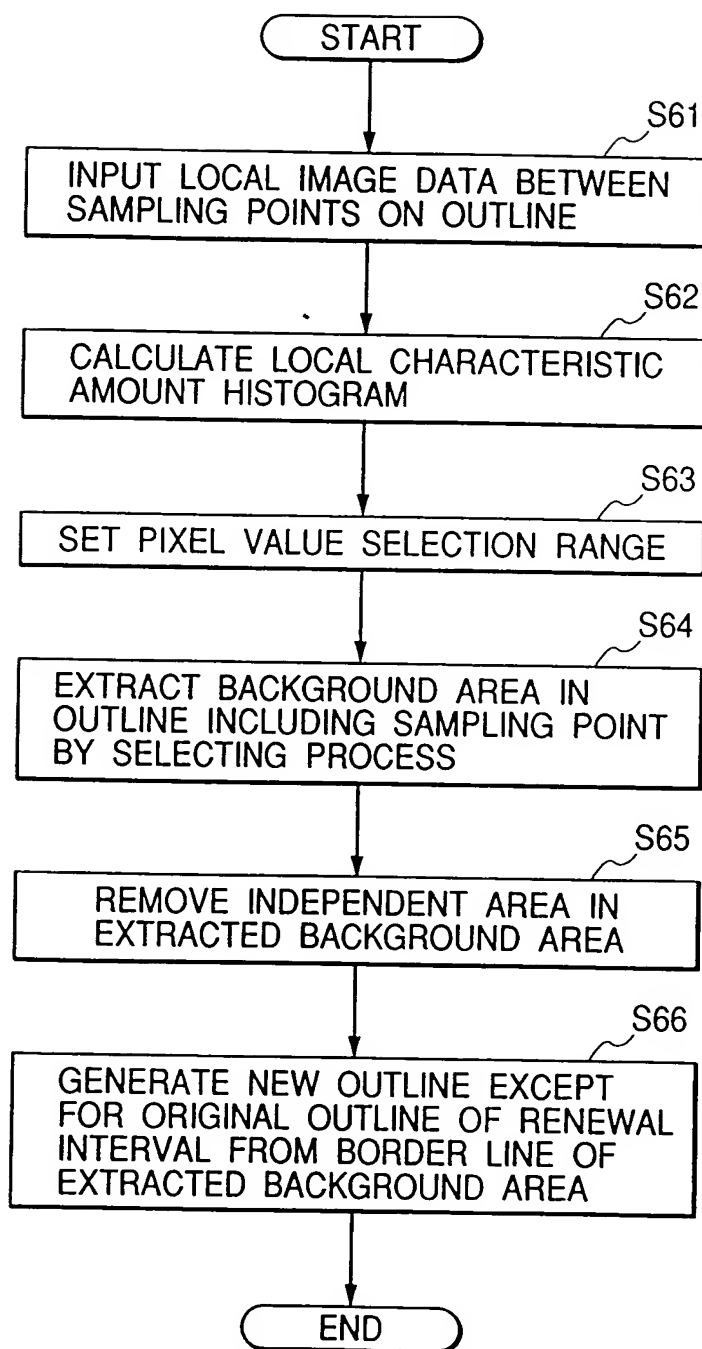 START
S61
INPUT LOCAL IMAGE DATA BETWEEN
SAMPLING POINTS ON OUTLINE
S62
CALCULATE LOCAL CHARACTERISTIC
AMOUNT HISTOGRAM
S63
SET PIXEL VALUE SELECTION RANGE
S64
EXTRACT BACKGROUND AREA IN
OUTLINE INCLUDING SAMPLING POINT
BY SELECTING PROCESS
S65
REMOVE INDEPENDENT AREA IN
EXTRACTED BACKGROUND AREA
S66
GENERATE NEW OUTLINE EXCEPT
FOR ORIGINAL OUTLINE OF RENEWAL
INTERVAL FROM BORDER LINE OF
EXTRACTED BACKGROUND AREA
END